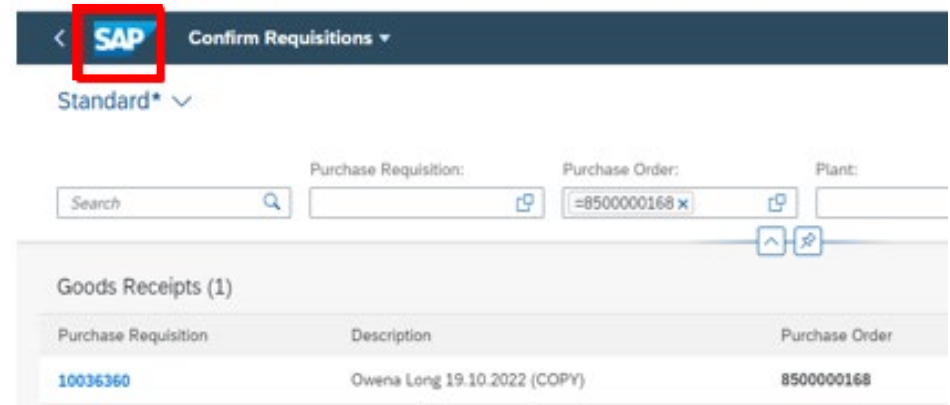 SAP Confirm Requisitions
Standard*
Purchase Requisition: Purchase Order: Plant:
Search =8500000168 x
Goods Receipts (1)
Purchase Requisition Description Purchase Order
10036360 Owena Long 19.10.2022 (COPY) 8500000168